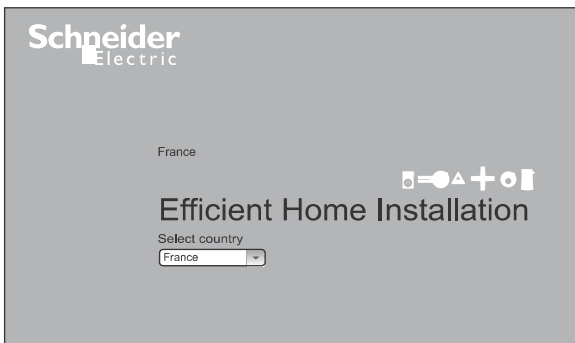 Schneider
Electric
France
Efficient Home Installation
Select country
France